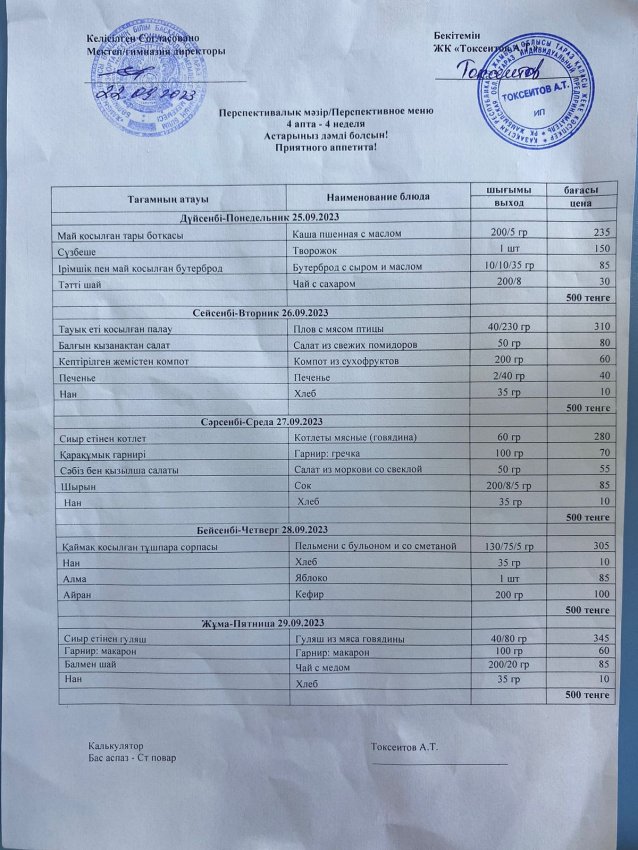 Келісілген Согласовано
Мектеп/гимназия директоры
22.09.2023
Бекітемін
ЖК «Токсеитов А.Т.»
Токсеитов
ТОКСЕИТОВ А.Т.
ИП
Перспективалық мәзір/Перспективное меню
4 апта - 4 неделя
Астарыңыз дәмді болсын!
Приятного аппетита!
Тағамның атауы Наименование блюда шығымы бағасы
выход цена
Дүйсенбі-Понедельник 25.09.2023
Май қосылған тары ботқасы Каша пшенная с маслом 200/5 гр 235
Сүзбеше Творожок 1 шт 150
Ірімшік пен май қосылған бутерброд Бутерброд с сыром и маслом 10/10/35 гр 85
Тәтті шай Чай с сахаром 200/8 30
500 тенге
Сейсенбі-Вторник 26.09.2023
Тауық еті қосылған палау Плов с мясом птицы 40/230 гр 310
Балғын қызанақтан салат Салат из свежих помидоров 50 гр 80
Кептірілген жемістен компот Компот из сухофруктов 200 гр 60
Печенье Печенье 2/40 гр 40
Нан Хлеб 35 гр 10
500 тенге
Сәрсенбі-Среда 27.09.2023
Сиыр етінен котлет Котлеты мясные (говядина) 60 гр 280
Қарақұмық гарнирі Гарнир: гречка 100 гр 70
Сәбіз бен қызылша салаты Салат из моркови со свеклой 50 гр 55
Шырын Сок 200/8/5 гр 85
Нан Хлеб 35 гр 10
500 тенге
Бейсенбі-Четверг 28.09.2023
Қаймақ қосылған тұшпара сорпасы Пельмени с бульоном и со сметаной 130/75/5 гр 305
Нан Хлеб 35 гр 10
Алма Яблоко 1 шт 85
Айран Кефир 200 гр 100
500 тенге
Жұма-Пятница 29.09.2023
Сиыр етінен гуляш Гуляш из мяса говядины 40/80 гр 345
Гарнир: макарон Гарнир: макарон 100 гр 60
Балмен шай Чай с медом 200/20 гр 85
Нан Хлеб 35 гр 10
500 тенге
Калькулятор Токсеитов А.Т.
Бас аспаз - Ст повар